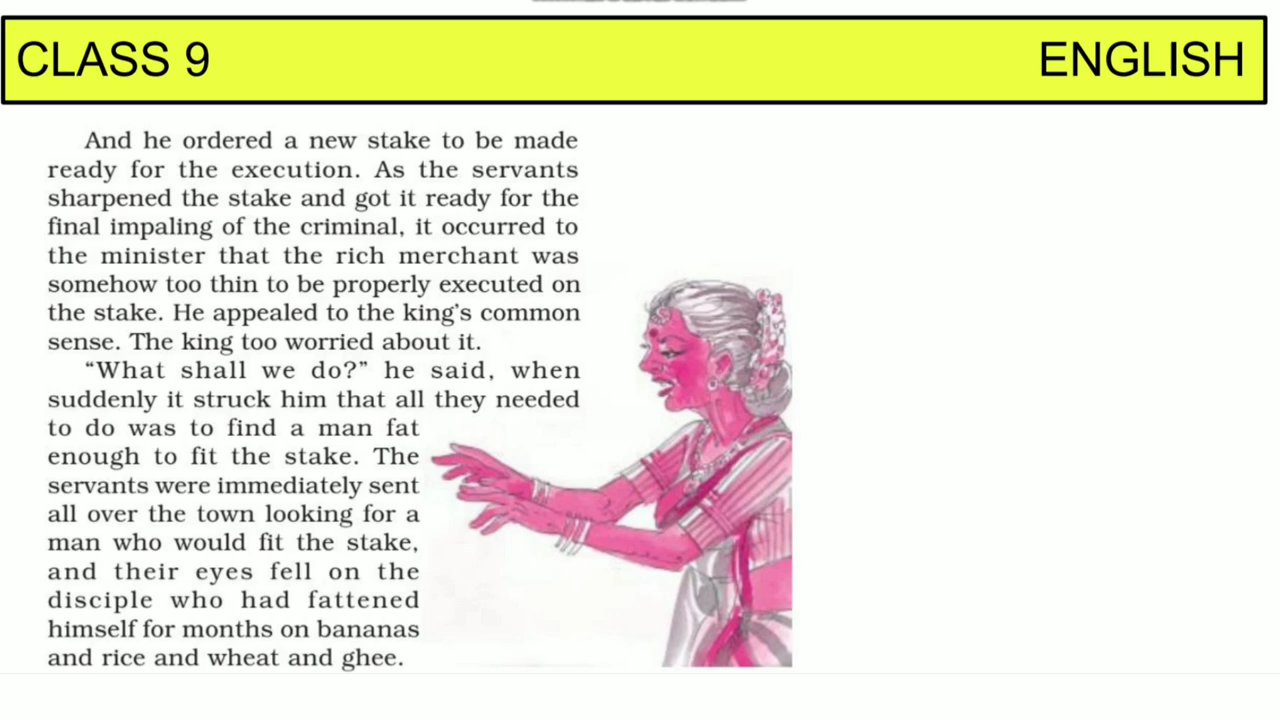 CLASS 9 ENGLISH
And he ordered a new stake to be made
ready for the execution. As the servants
sharpened the stake and got it ready for the
final impaling of the criminal, it occurred to
the minister that the rich merchant was
somehow too thin to be properly executed on
the stake. He appealed to the king's common
sense. The king too worried about it.
“What shall we do?” he said, when
suddenly it struck him that all they needed
to do was to find a man fat
enough to fit the stake. The
servants were immediately sent
all over the town looking for a
man who would fit the stake,
and their eyes fell on the
disciple who had fattened
himself for months on bananas
and rice and wheat and ghee.